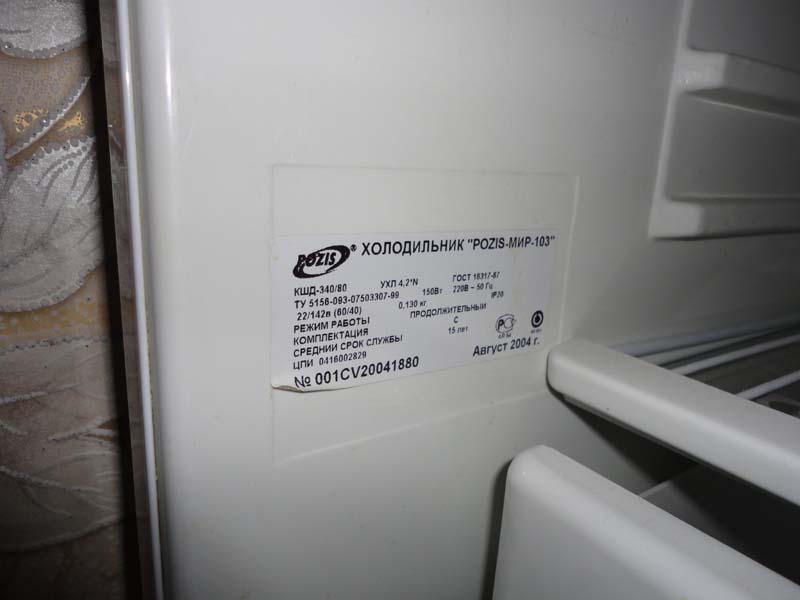 POZIS® ХОЛОДИЛЬНИК "POZIS-МИР-103"
КШД-340/80 УХЛ 4,2*N ГОСТ 16317-87
ТУ 5156-093-07503307-99 150Вт 220В ~ 50 Гц
22/142в (60/40) 0,130 кг IP20
РЕЖИМ РАБОТЫ ПРОДОЛЖИТЕЛЬНЫЙ
КОМПЛЕКТАЦИЯ С
СРЕДНИЙ СРОК СЛУЖБЫ 15 лет
ЦПИ 0416002829
№ 001CV20041880 Август 2004 г.